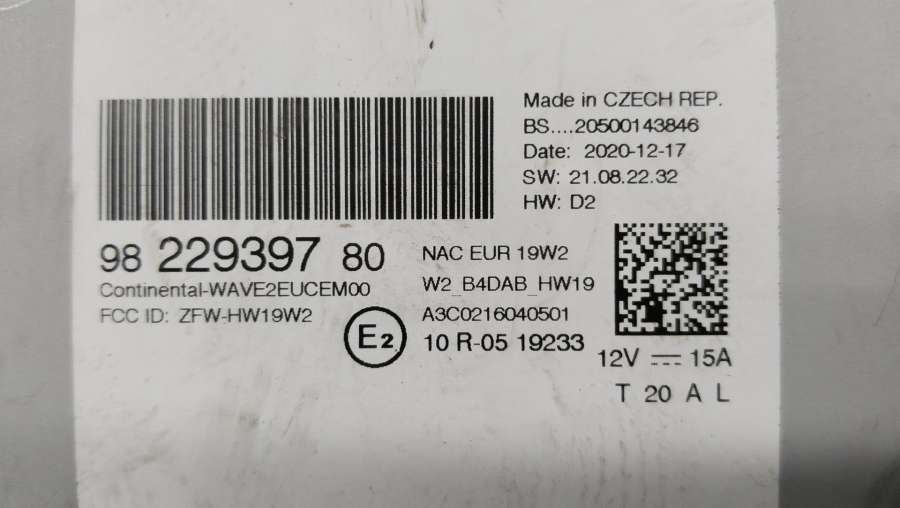 Made in CZECH REP.
BS....20500143846
Date: 2020-12-17
SW: 21.08.22.32
HW: D2
98 229397 80
Continental-WAVE2EUCEM00
FCC ID: ZFW-HW19W2
E2
NAC EUR 19W2
W2_B4DAB_HW19
A3C0216040501
10 R-05 19233
12V ⎓ 15A
T 20 A L